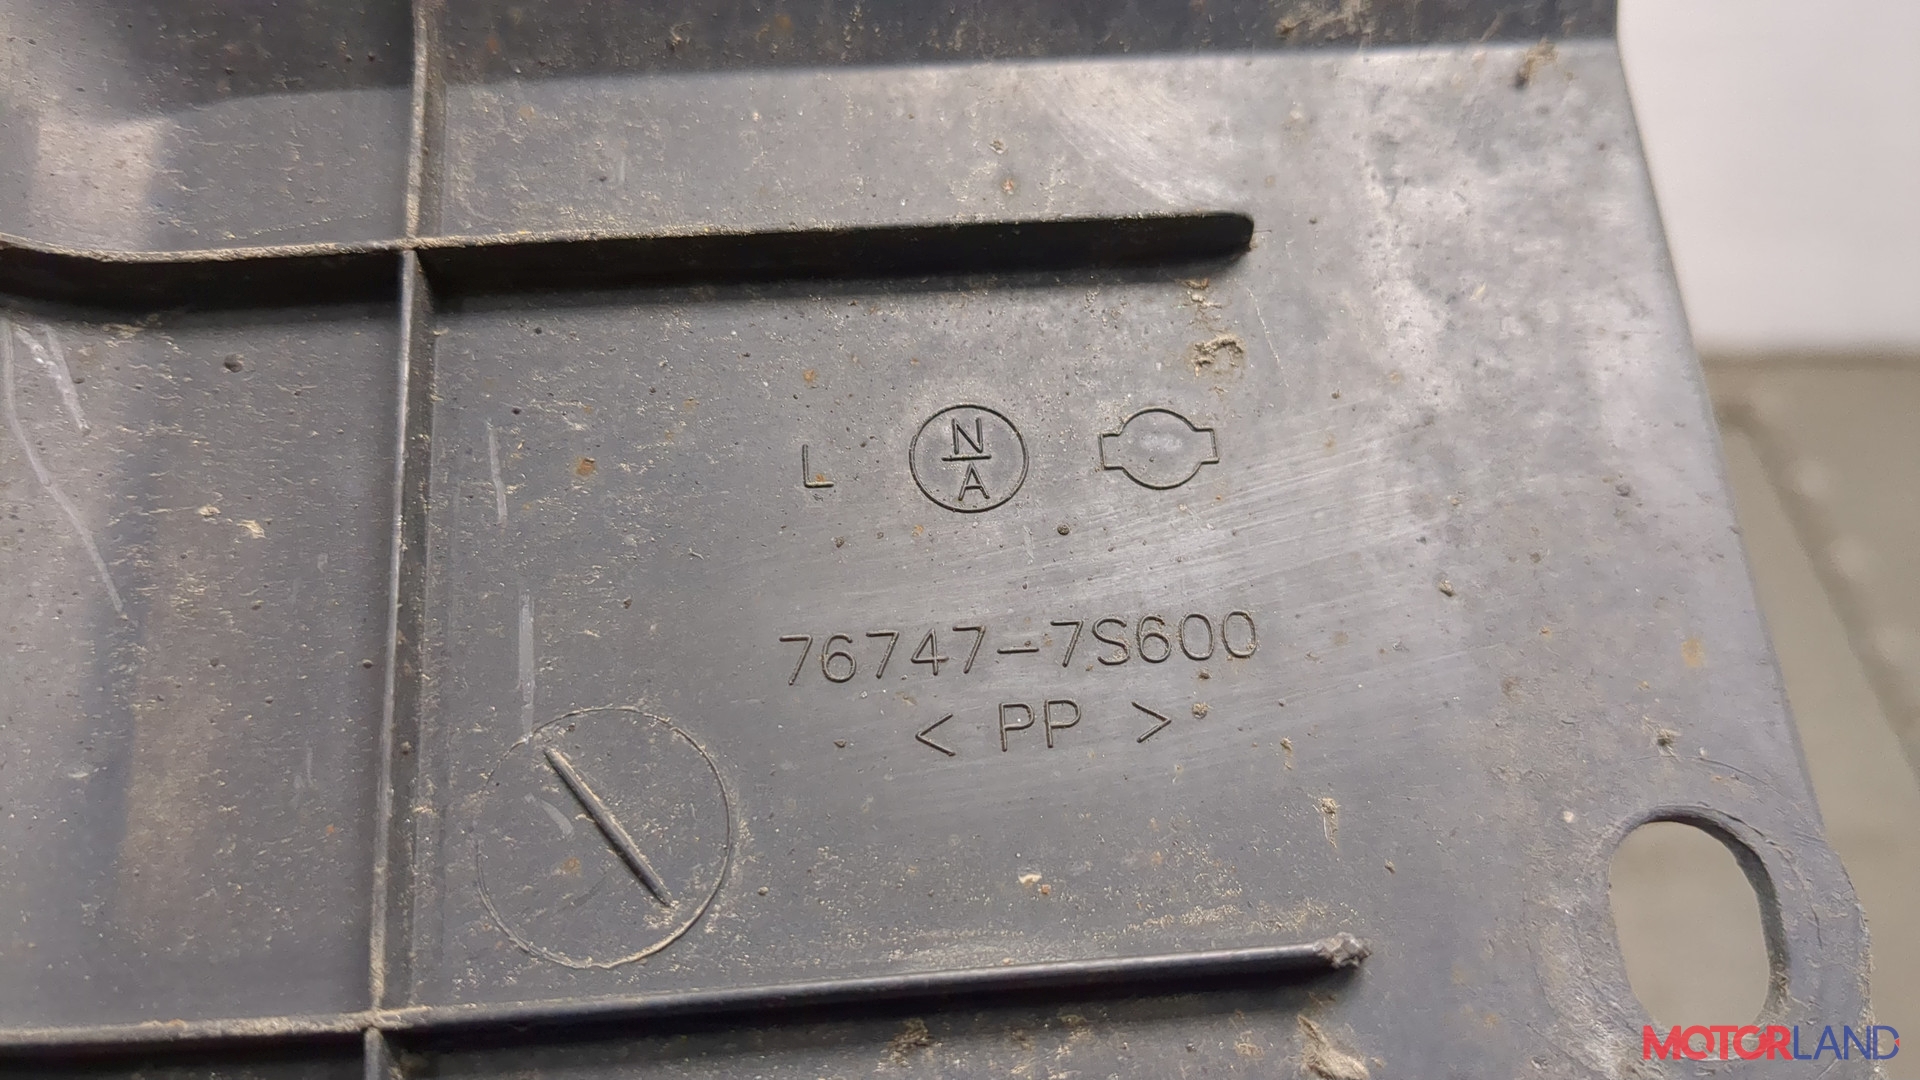 L N A
76747-7S600
< PP >
MOTORLAND